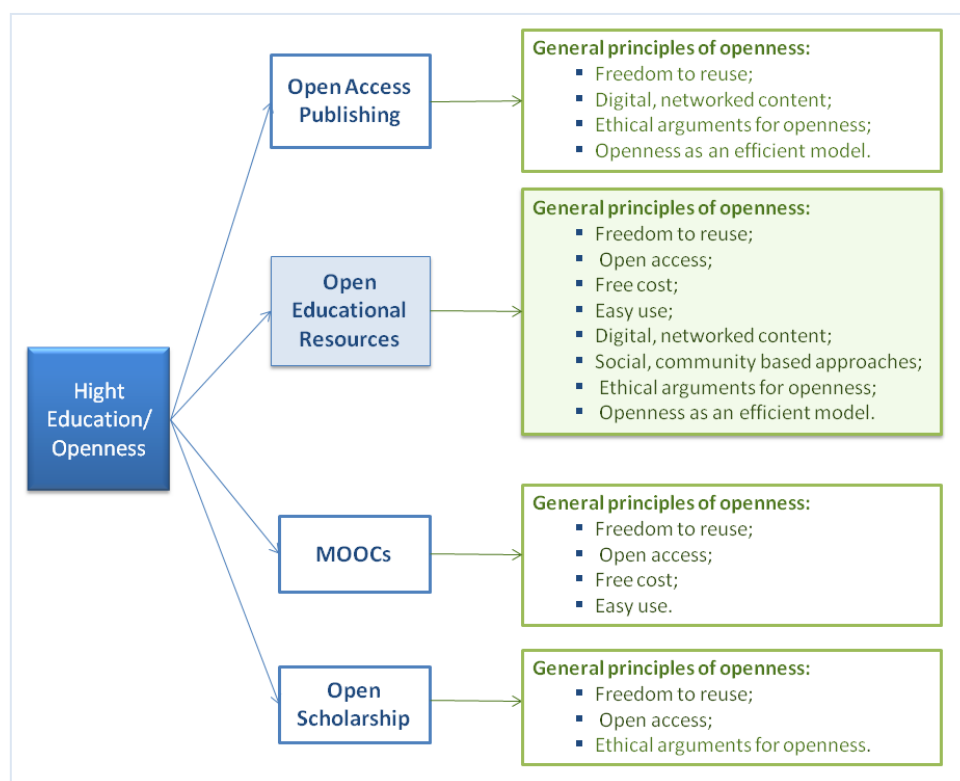 Hight
Education/
Openness
Open Access
Publishing
General principles of openness:
Freedom to reuse;
Digital, networked content;
Ethical arguments for openness;
Openness as an efficient model.
Open
Educational
Resources
General principles of openness:
Freedom to reuse;
Open access;
Free cost;
Easy use;
Digital, networked content;
Social, community based approaches;
Ethical arguments for openness;
Openness as an efficient model.
MOOCs
General principles of openness:
Freedom to reuse;
Open access;
Free cost;
Easy use.
Open
Scholarship
General principles of openness:
Freedom to reuse;
Open access;
Ethical arguments for openness.